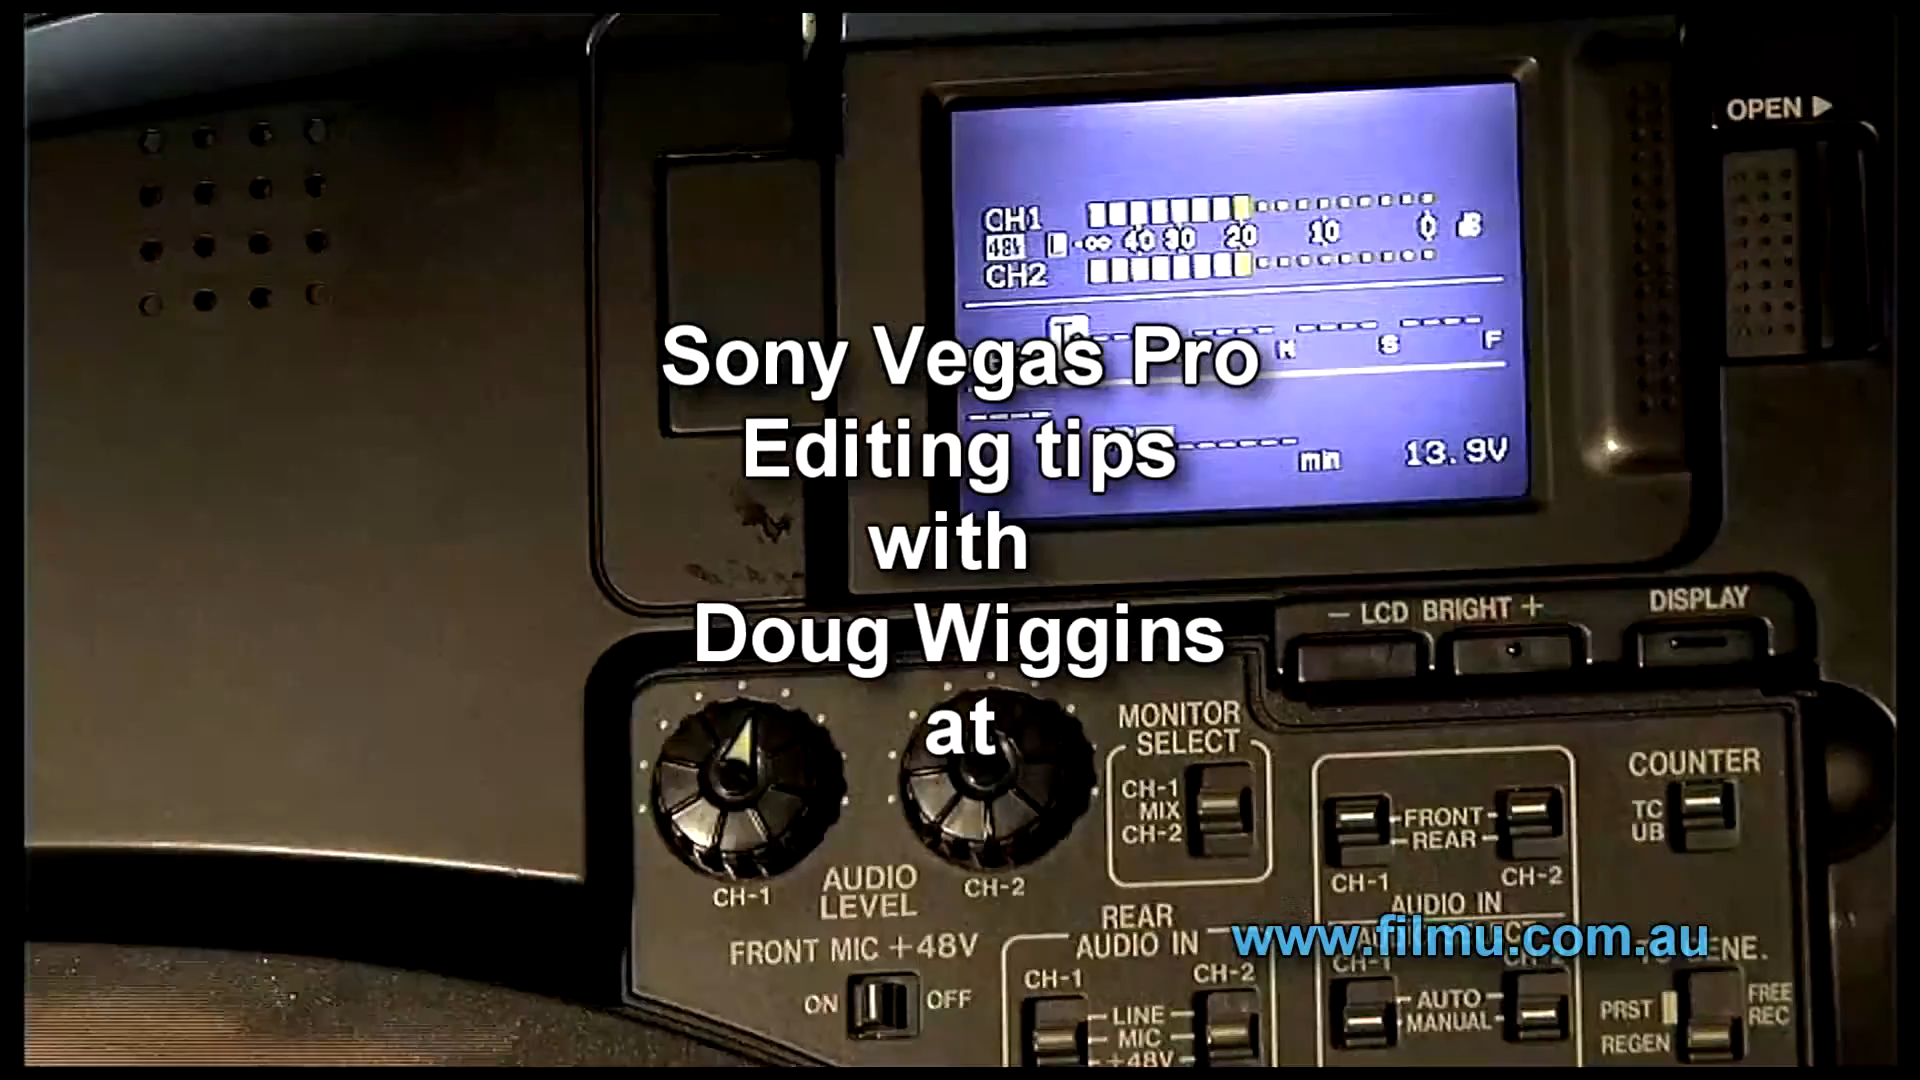 OPEN
CH1
48V L -∞ 40 30 20 10 0 dB
CH2
M S F
min 13.9V
Sony Vegas Pro
Editing tips
with
Doug Wiggins
at
www.filmu.com.au
− LCD BRIGHT +
DISPLAY
MONITOR
SELECT
CH-1
MIX
CH-2
COUNTER
TC
UB
FRONT
REAR
CH-1
CH-2
AUDIO IN
CH-1
CH-2
AUDIO
LEVEL
FRONT MIC +48V
ON
OFF
REAR
AUDIO IN
CH-1
CH-2
LINE
MIC
+48V
CH-1
AUTO
MANUAL
PRST
REGEN
FREE
REC